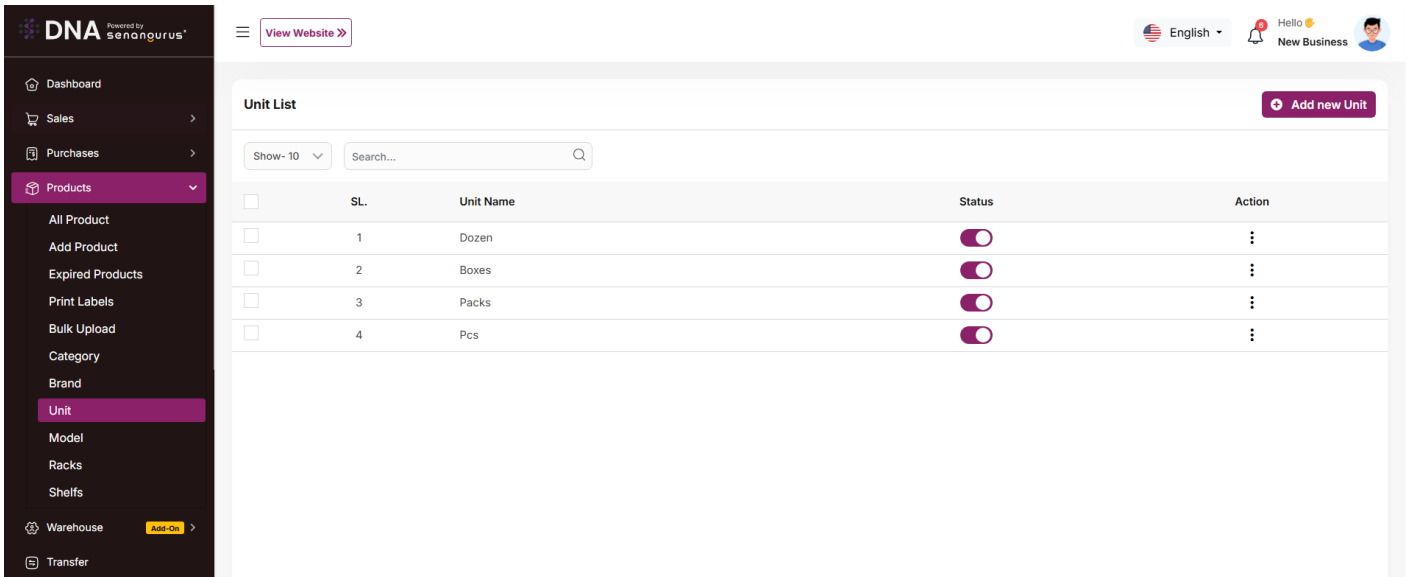 DNA Powered by senangurus
View Website
English
6
Hello
New Business
Dashboard
Sales
Purchases
Products
All Product
Add Product
Expired Products
Print Labels
Bulk Upload
Category
Brand
Unit
Model
Racks
Shelfs
Warehouse Add-On
Transfer
Unit List
Add new Unit
Show- 10 Search...
SL. Unit Name Status Action
1 Dozen
2 Boxes
3 Packs
4 Pcs